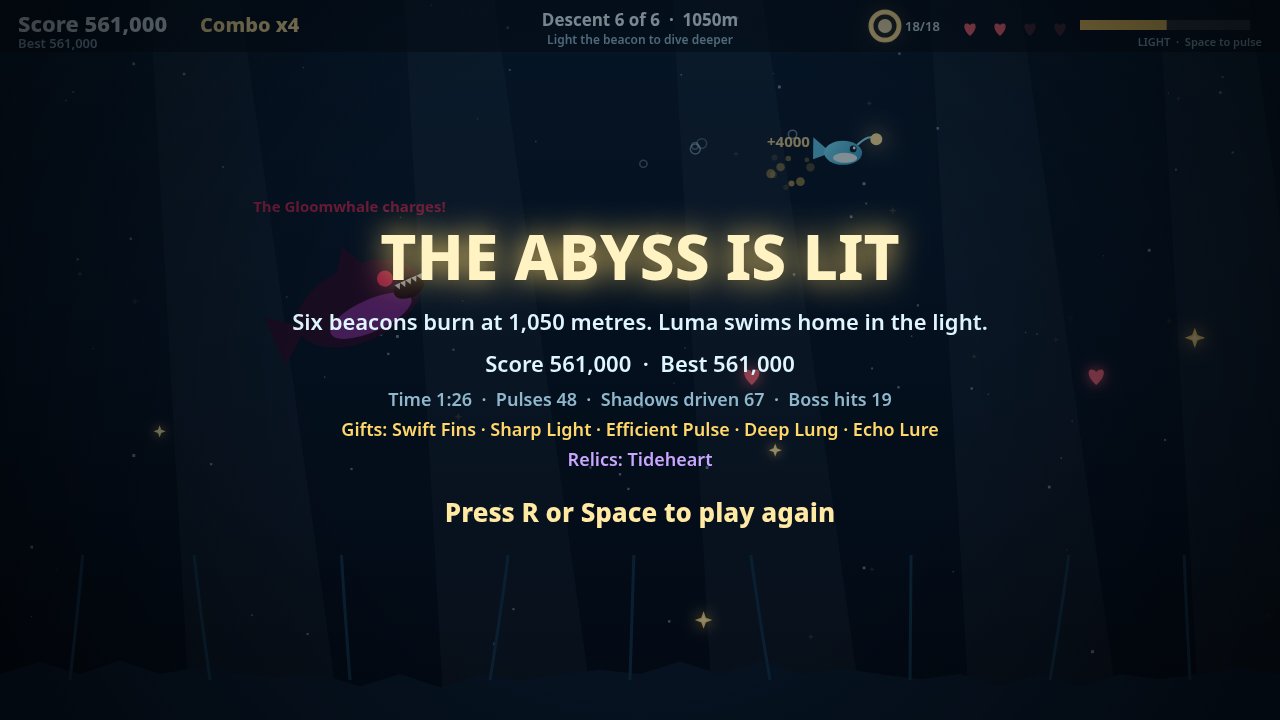 Score 561,000
Combo x4
Descent 6 of 6 · 1050m
18/18
Best 561,000
Light the beacon to dive deeper
LIGHT · Space to pulse
+4000
The Gloomwhale charges!
THE ABYSS IS LIT
Six beacons burn at 1,050 metres. Luma swims home in the light.
Score 561,000 · Best 561,000
Time 1:26 · Pulses 48 · Shadows driven 67 · Boss hits 19
Gifts: Swift Fins · Sharp Light · Efficient Pulse · Deep Lung · Echo Lure
Relics: Tideheart
Press R or Space to play again